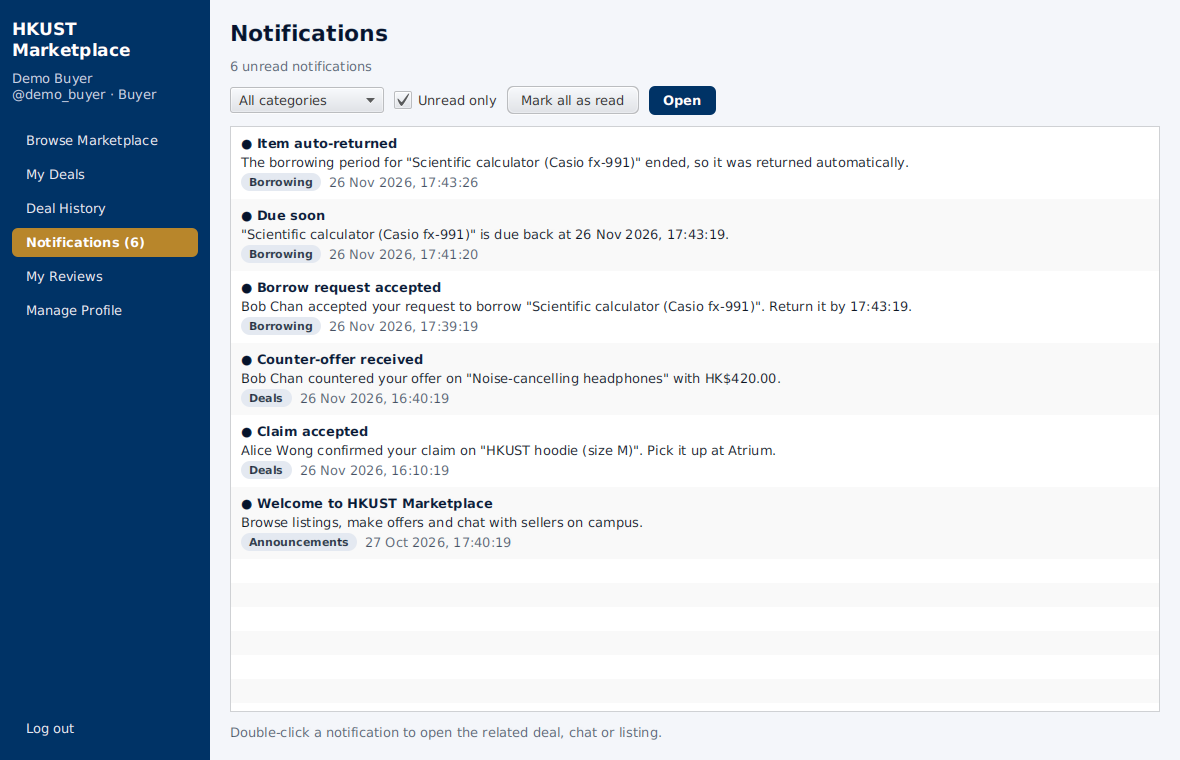 HKUST
Marketplace
Demo Buyer
@demo_buyer · Buyer
Browse Marketplace
My Deals
Deal History
Notifications (6)
My Reviews
Manage Profile
Log out
Notifications
6 unread notifications
All categories
Unread only
Mark all as read
Open
● Item auto-returned
The borrowing period for "Scientific calculator (Casio fx-991)" ended, so it was returned automatically.
Borrowing 26 Nov 2026, 17:43:26
● Due soon
"Scientific calculator (Casio fx-991)" is due back at 26 Nov 2026, 17:43:19.
Borrowing 26 Nov 2026, 17:41:20
● Borrow request accepted
Bob Chan accepted your request to borrow "Scientific calculator (Casio fx-991)". Return it by 17:43:19.
Borrowing 26 Nov 2026, 17:39:19
● Counter-offer received
Bob Chan countered your offer on "Noise-cancelling headphones" with HK$420.00.
Deals 26 Nov 2026, 16:40:19
● Claim accepted
Alice Wong confirmed your claim on "HKUST hoodie (size M)". Pick it up at Atrium.
Deals 26 Nov 2026, 16:10:19
● Welcome to HKUST Marketplace
Browse listings, make offers and chat with sellers on campus.
Announcements 27 Oct 2026, 17:40:19
Double-click a notification to open the related deal, chat or listing.